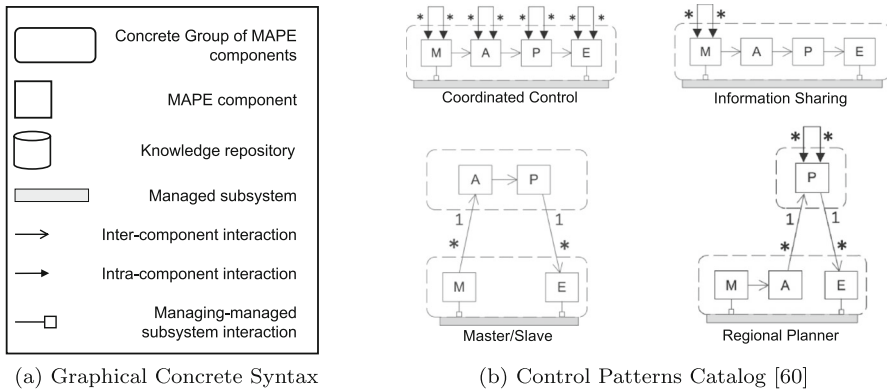 Concrete Group of MAPE
components
MAPE component
Knowledge repository
Managed subsystem
Inter-component interaction
Intra-component interaction
Managing-managed
subsystem interaction
(a) Graphical Concrete Syntax
* * * * * * * *
M A P E
Coordinated Control
* *
M A P E
Information Sharing
A P
1 1
* *
M E
Master/Slave
* *
P
1 1
* *
M A E
Regional Planner
(b) Control Patterns Catalog [60]